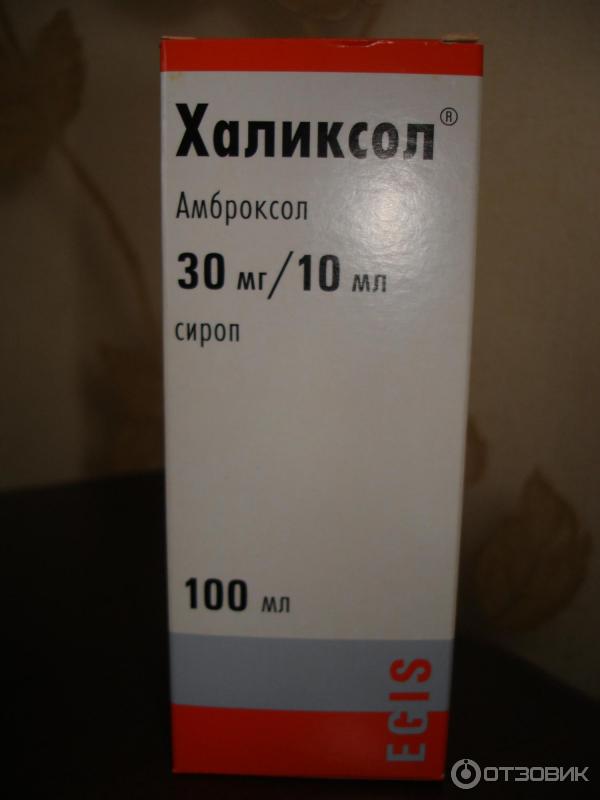 Халиксол®
Амброксол
30 мг/10 мл
сироп
100 мл
EGIS
ОТЗОВИК